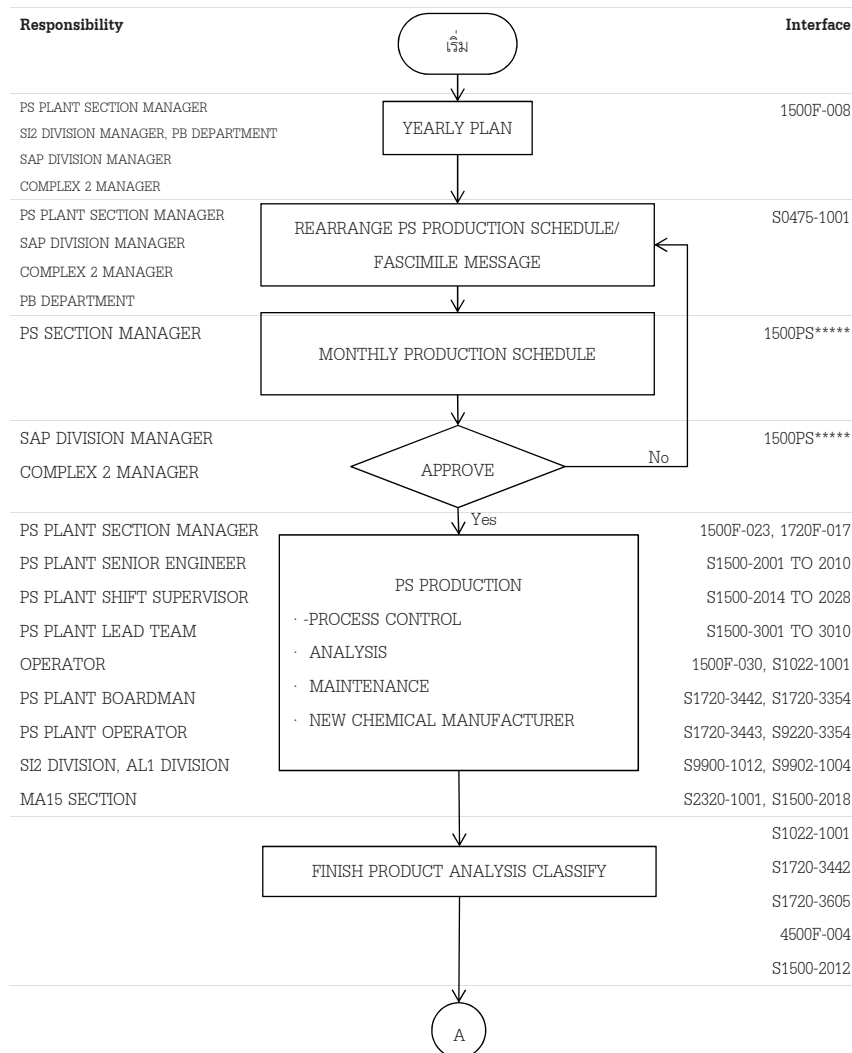 Responsibility
เริ่ม
Interface
PS PLANT SECTION MANAGER
SI2 DIVISION MANAGER, PB DEPARTMENT
SAP DIVISION MANAGER
COMPLEX 2 MANAGER
YEARLY PLAN
1500F-008
PS PLANT SECTION MANAGER
SAP DIVISION MANAGER
COMPLEX 2 MANAGER
PB DEPARTMENT
REARRANGE PS PRODUCTION SCHEDULE/
FASCIMILE MESSAGE
S0475-1001
PS SECTION MANAGER
MONTHLY PRODUCTION SCHEDULE
1500PS*****
SAP DIVISION MANAGER
COMPLEX 2 MANAGER
APPROVE
No
1500PS*****
Yes
PS PLANT SECTION MANAGER
PS PLANT SENIOR ENGINEER
PS PLANT SHIFT SUPERVISOR
PS PLANT LEAD TEAM
OPERATOR
PS PLANT BOARDMAN
PS PLANT OPERATOR
SI2 DIVISION, AL1 DIVISION
MA15 SECTION
PS PRODUCTION
· -PROCESS CONTROL
· ANALYSIS
· MAINTENANCE
· NEW CHEMICAL MANUFACTURER
1500F-023, 1720F-017
S1500-2001 TO 2010
S1500-2014 TO 2028
S1500-3001 TO 3010
1500F-030, S1022-1001
S1720-3442, S1720-3354
S1720-3443, S9220-3354
S9900-1012, S9902-1004
S2320-1001, S1500-2018
FINISH PRODUCT ANALYSIS CLASSIFY
S1022-1001
S1720-3442
S1720-3605
4500F-004
S1500-2012
A